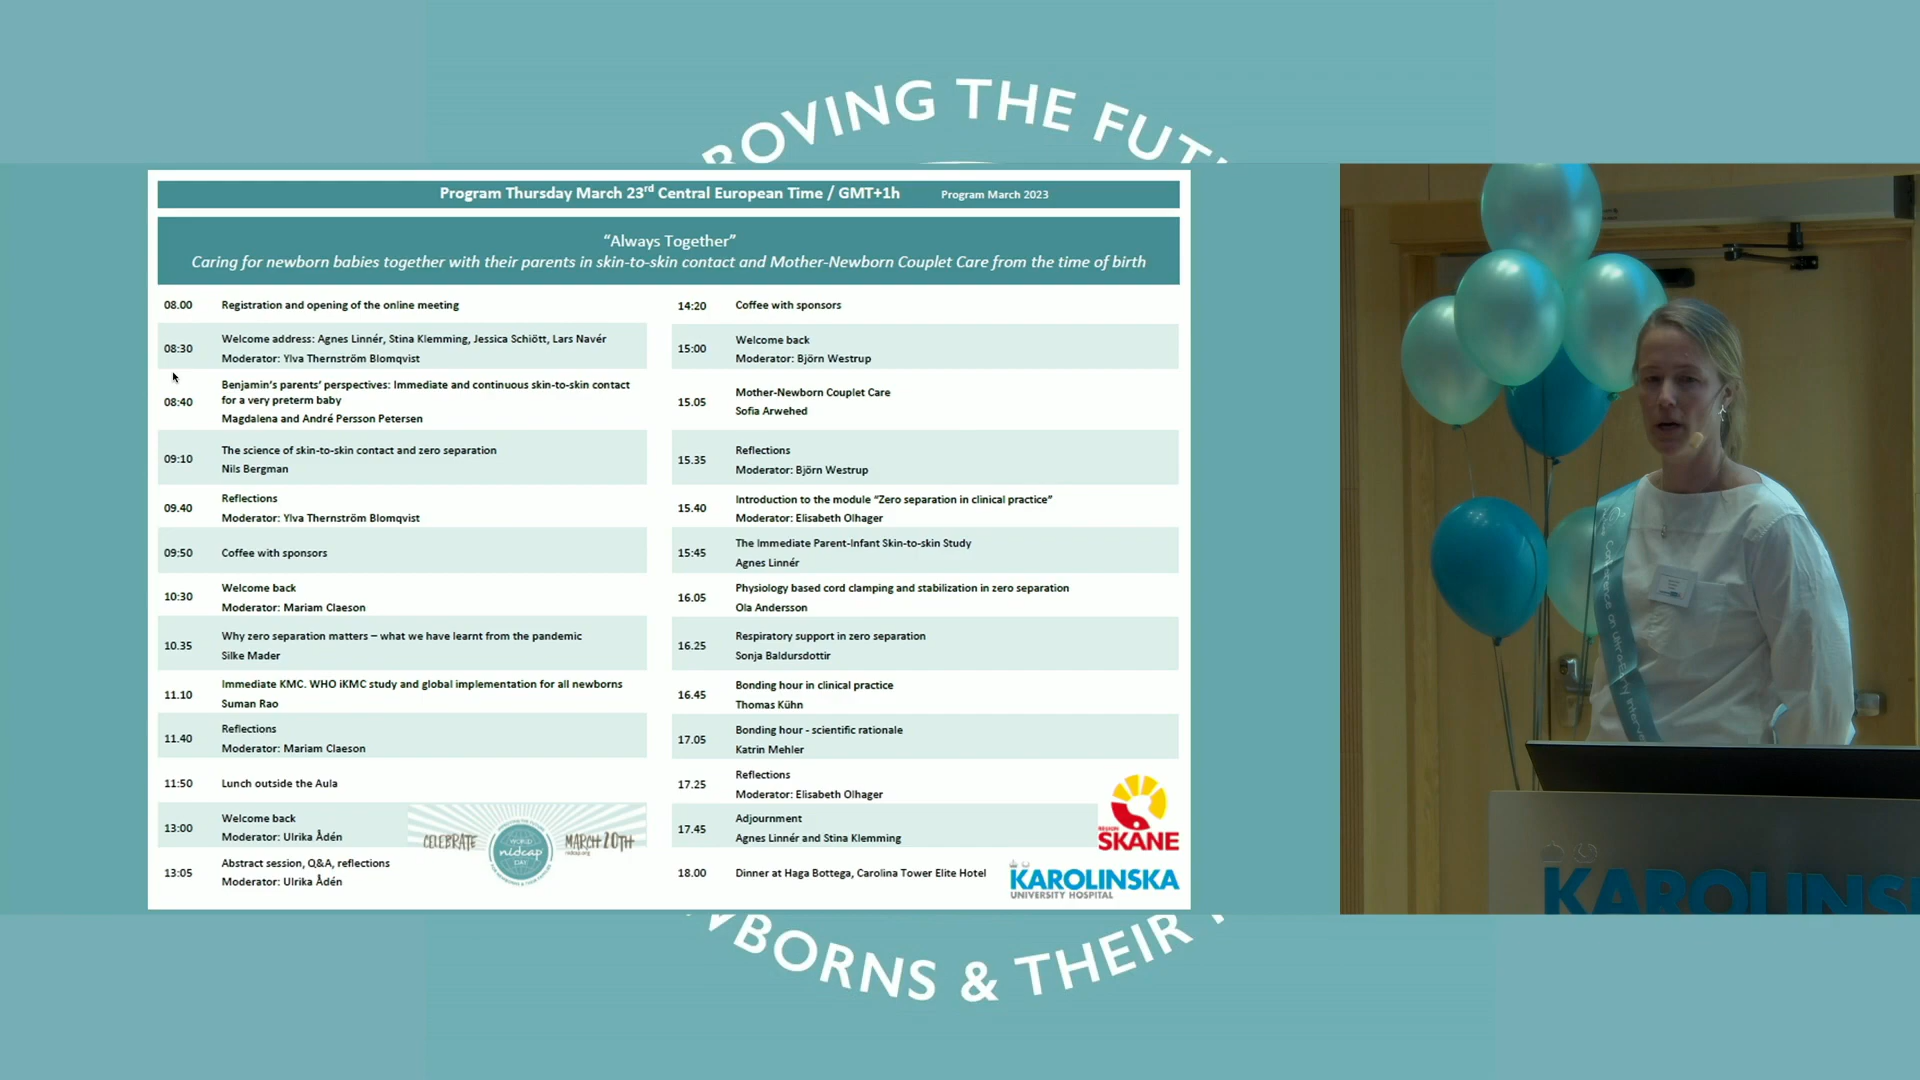 ROVING THE FUT
Program Thursday March 23rd Central European Time / GMT+1h Program March 2023
“Always Together”
Caring for newborn babies together with their parents in skin-to-skin contact and Mother-Newborn Couplet Care from the time of birth
08.00 Registration and opening of the online meeting
08:30 Welcome address: Agnes Linnér, Stina Klemming, Jessica Schiött, Lars Navér
Moderator: Ylva Thernström Blomqvist
08:40 Benjamin’s parents’ perspectives: Immediate and continuous skin-to-skin contact
for a very preterm baby
Magdalena and André Persson Petersen
09:10 The science of skin-to-skin contact and zero separation
Nils Bergman
09.40 Reflections
Moderator: Ylva Thernström Blomqvist
09:50 Coffee with sponsors
10:30 Welcome back
Moderator: Mariam Claeson
10.35 Why zero separation matters – what we have learnt from the pandemic
Silke Mader
11.10 Immediate KMC. WHO iKMC study and global implementation for all newborns
Suman Rao
11.40 Reflections
Moderator: Mariam Claeson
11:50 Lunch outside the Aula
13:00 Welcome back
Moderator: Ulrika Ådén
13:05 Abstract session, Q&A, reflections
Moderator: Ulrika Ådén
CELEBRATE
WORLD
nidcap
DAY
MARCH 20TH
nidcap.org
14:20 Coffee with sponsors
15:00 Welcome back
Moderator: Björn Westrup
15.05 Mother-Newborn Couplet Care
Sofia Arwehed
15.35 Reflections
Moderator: Björn Westrup
15.40 Introduction to the module “Zero separation in clinical practice”
Moderator: Elisabeth Olhager
15:45 The Immediate Parent-Infant Skin-to-skin Study
Agnes Linnér
16.05 Physiology based cord clamping and stabilization in zero separation
Ola Andersson
16.25 Respiratory support in zero separation
Sonja Baldursdottir
16.45 Bonding hour in clinical practice
Thomas Kühn
17.05 Bonding hour - scientific rationale
Katrin Mehler
17.25 Reflections
Moderator: Elisabeth Olhager
17.45 Adjournment
Agnes Linnér and Stina Klemming
18.00 Dinner at Haga Bottega, Carolina Tower Elite Hotel
REGION
SKÅNE
KAROLINSKA
UNIVERSITY HOSPITAL
Conference on Ultra-Early Interve
KAROLINS
WBORNS & THEIR